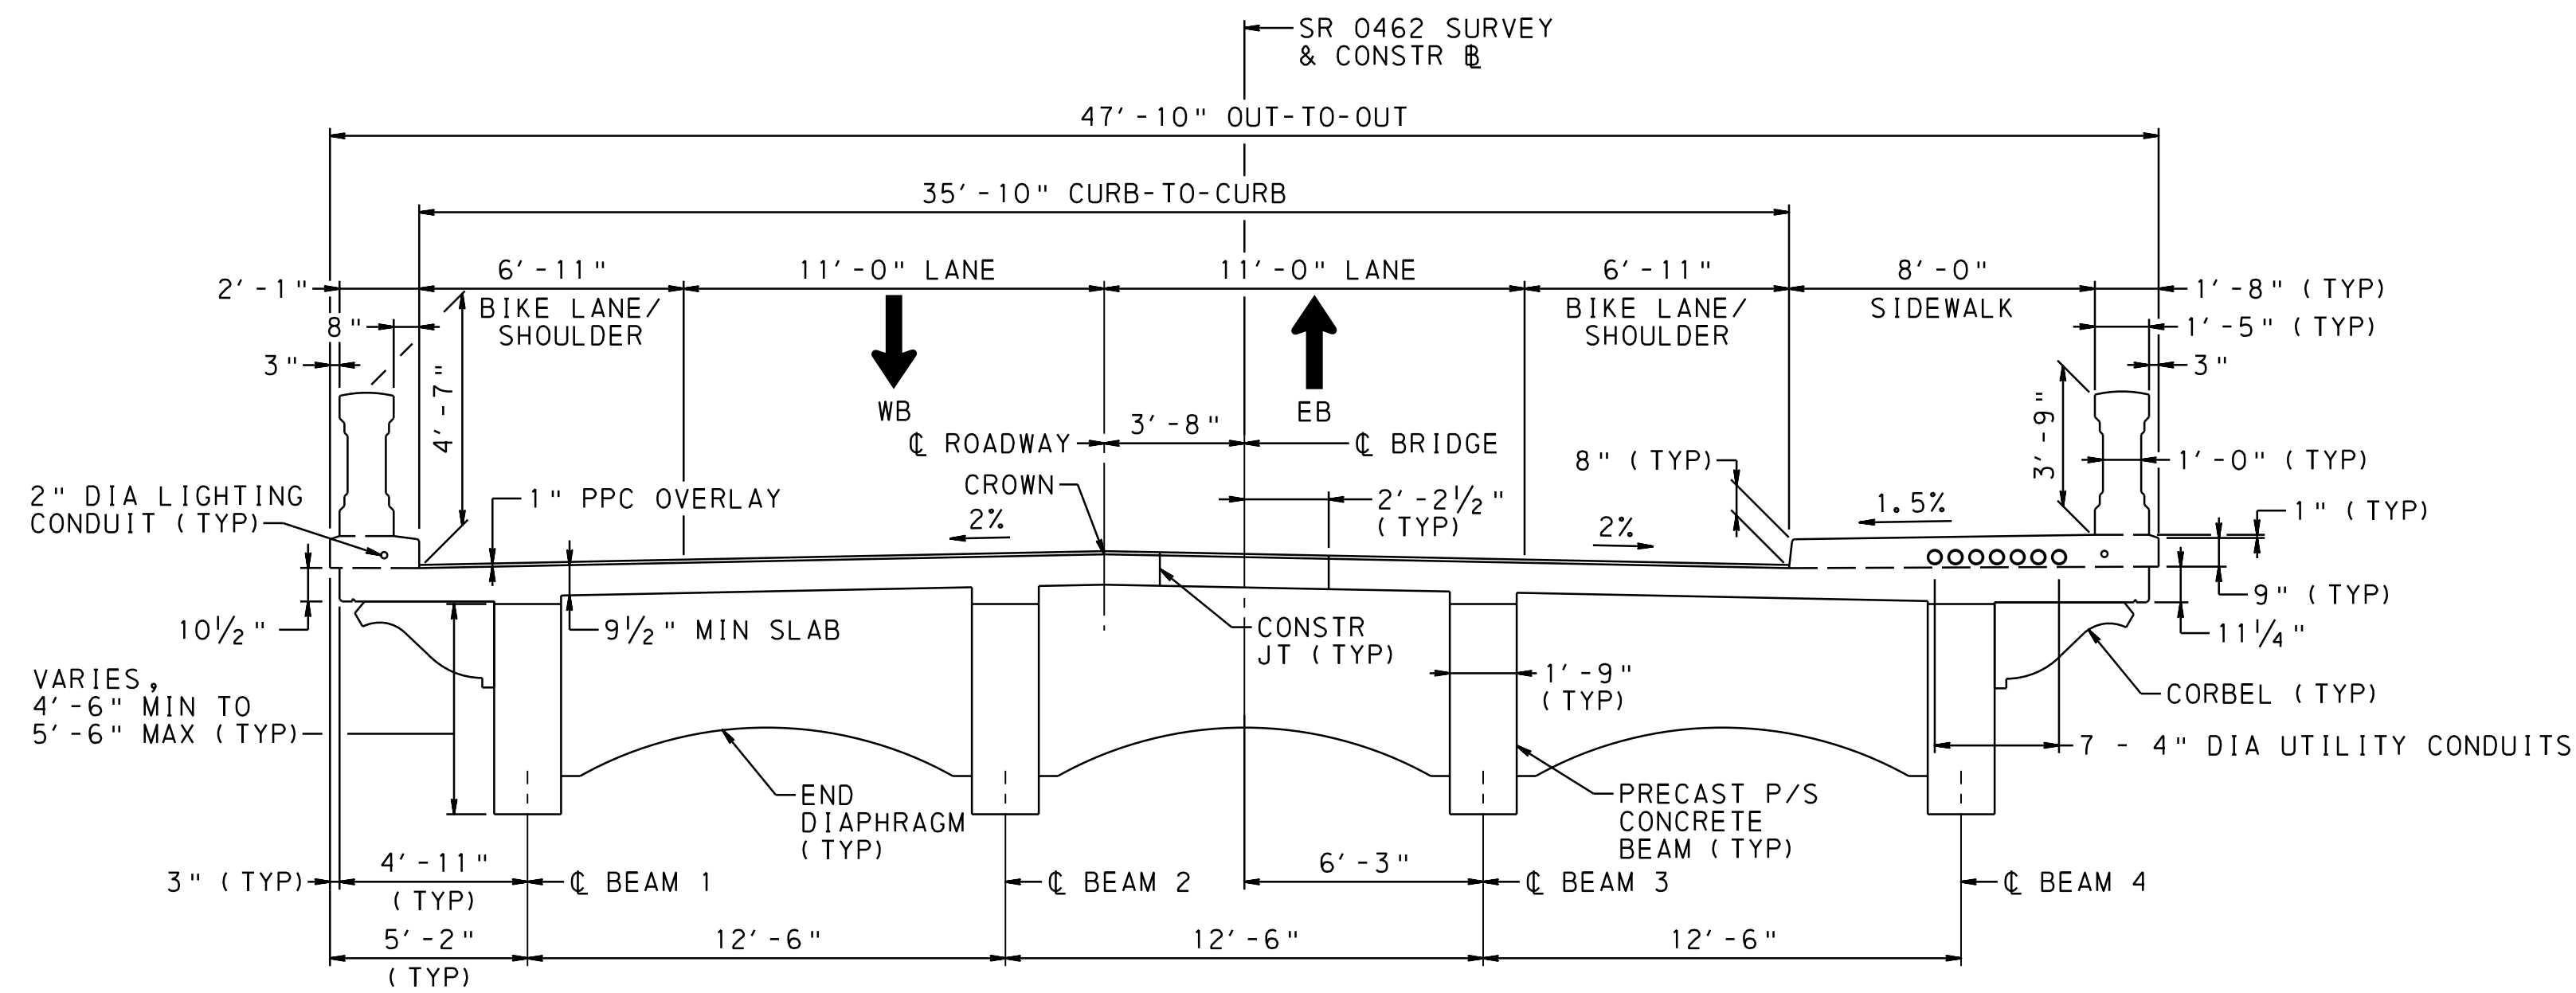 SR 0462 SURVEY
& CONSTR ⅊
47'-10" OUT-TO-OUT
35'-10" CURB-TO-CURB
2'-1"
6'-11"
BIKE LANE/
SHOULDER
11'-0" LANE
11'-0" LANE
6'-11"
BIKE LANE/
SHOULDER
8'-0"
SIDEWALK
1'-8" (TYP)
8"
1'-5" (TYP)
3"
3"
4'-7"
WB
EB
3'-8"
℄ ROADWAY
℄ BRIDGE
3'-9"
8" (TYP)
1'-0" (TYP)
CROWN
2" DIA LIGHTING
CONDUIT (TYP)
1" PPC OVERLAY
2'-2½"
(TYP)
2%
2%
1.5%
1" (TYP)
9" (TYP)
10½"
9½" MIN SLAB
CONSTR
JT (TYP)
11¼"
VARIES,
4'-6" MIN TO
5'-6" MAX (TYP)
1'-9"
(TYP)
CORBEL (TYP)
7 - 4" DIA UTILITY CONDUITS
END
DIAPHRAGM
(TYP)
PRECAST P/S
CONCRETE
BEAM (TYP)
3" (TYP)
4'-11"
(TYP)
℄ BEAM 1
℄ BEAM 2
6'-3"
℄ BEAM 3
℄ BEAM 4
5'-2"
(TYP)
12'-6"
12'-6"
12'-6"